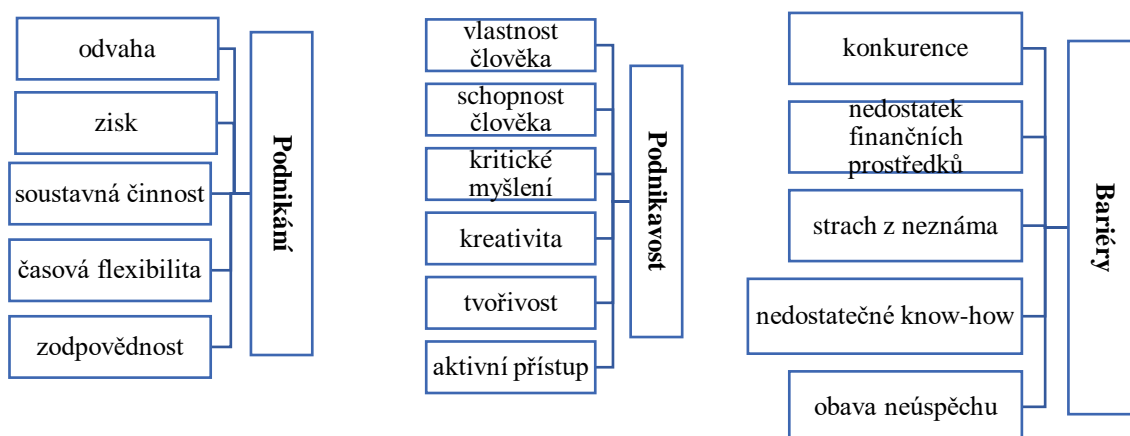 odvaha
zisk
soustavná činnost
časová flexibilita
zodpovědnost
Podnikání
vlastnost
člověka
schopnost
člověka
kritické
myšlení
kreativita
tvořivost
aktivní přístup
Podnikavost
konkurence
nedostatek
finančních
prostředků
strach z neznáma
nedostatečné know-how
obava neúspěchu
Bariéry